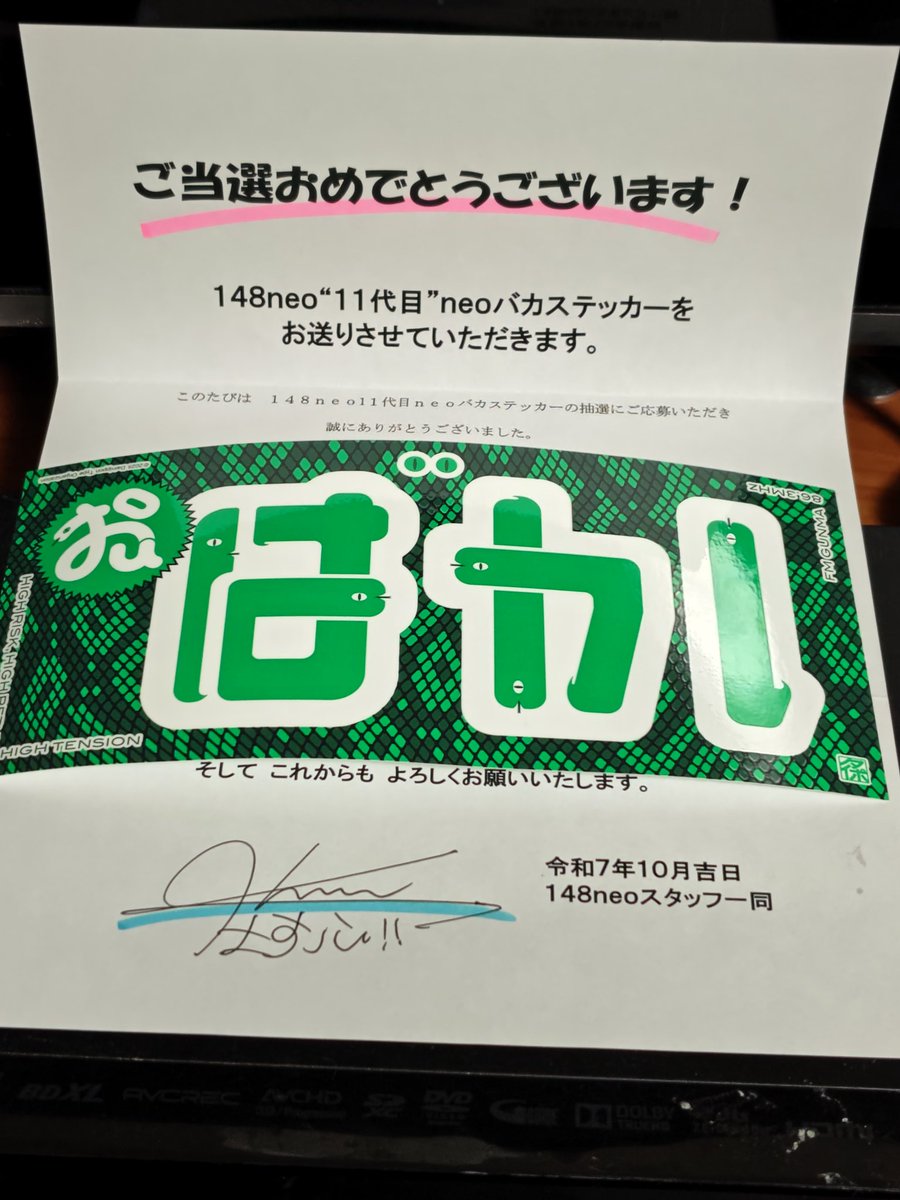 ご当選おめでとうございます！
148neo“11代目”neoバカステッカーを
お送りさせていただきます。
このたびは　１４８ｎｅｏ11代目ｎｅｏバカステッカーの抽選にご応募いただき
誠にありがとうございました。
86.3MHZ
FM GUNMA
お
ばかし
HIGH TENSION
そして これからも よろしくお願いいたします。
令和7年10月吉日
148neoスタッフ一同
BDXL
AVCREC
AVCHD
DVD
DOLBY